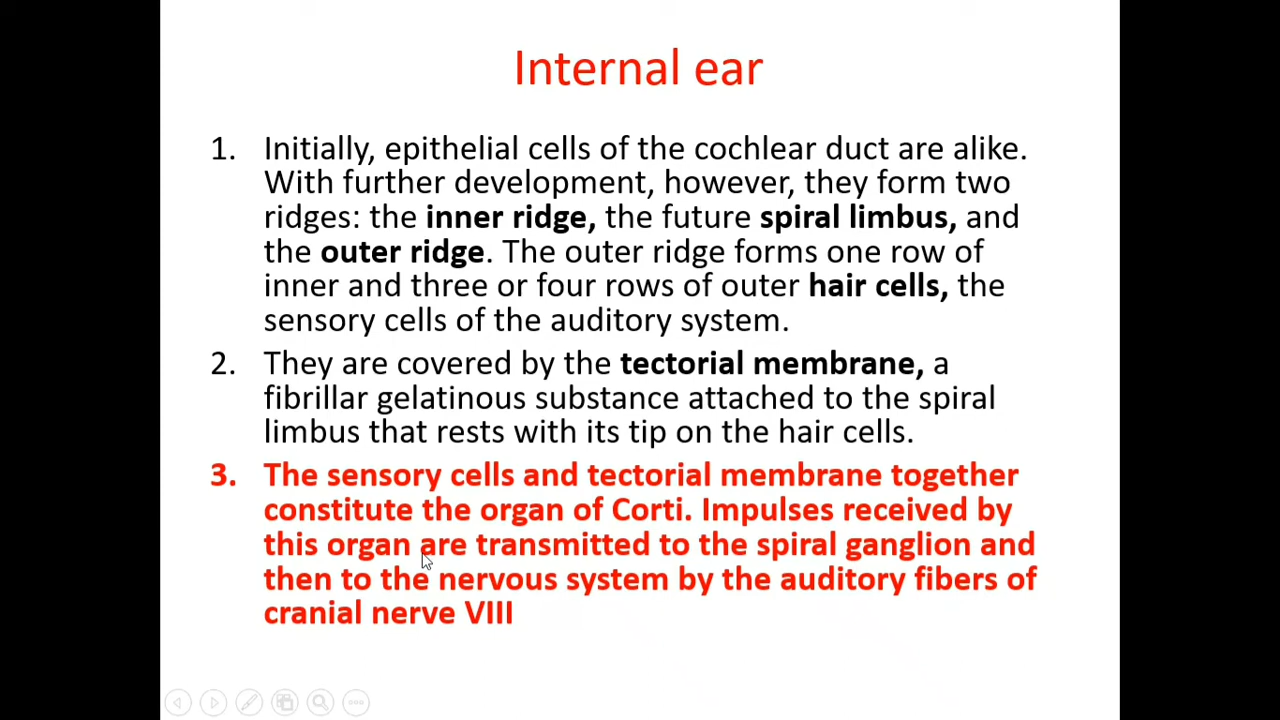 Internal ear
1. Initially, epithelial cells of the cochlear duct are alike.
With further development, however, they form two
ridges: the inner ridge, the future spiral limbus, and
the outer ridge. The outer ridge forms one row of
inner and three or four rows of outer hair cells, the
sensory cells of the auditory system.
2. They are covered by the tectorial membrane, a
fibrillar gelatinous substance attached to the spiral
limbus that rests with its tip on the hair cells.
3. The sensory cells and tectorial membrane together
constitute the organ of Corti. Impulses received by
this organ are transmitted to the spiral ganglion and
then to the nervous system by the auditory fibers of
cranial nerve VIII